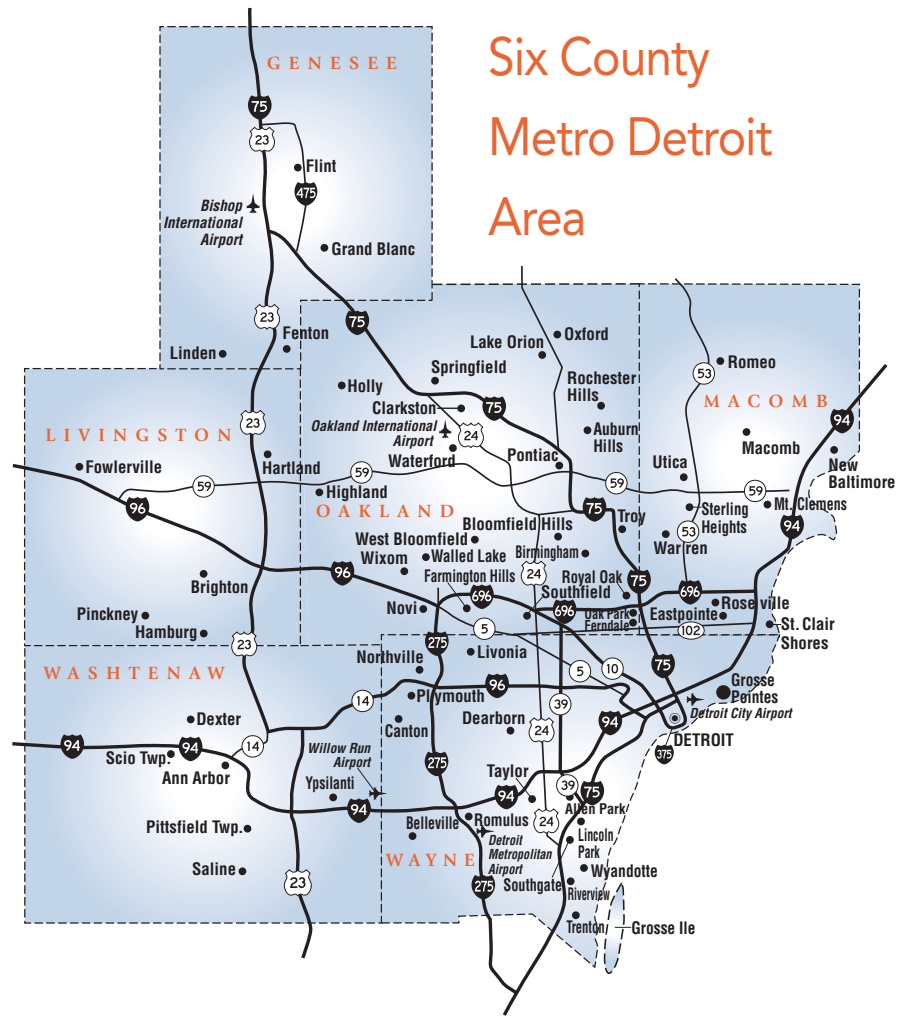 Six County
Metro Detroit
Area
GENESEE
75
23
Flint
475
Bishop
International
Airport
Grand Blanc
23
75
Fenton
Linden
Oxford
Lake Orion
53
Romeo
Springfield
Rochester
Hills
Holly
Clarkston
75
MACOMB
94
Oakland International
Airport
24
Auburn
Hills
Macomb
LIVINGSTON
23
Waterford
Pontiac
Utica
New
Baltimore
Fowlerville
Hartland
59
59
59
59
Highland
96
OAKLAND
75
Troy
Sterling
Heights
Mt. Clemens
Bloomfield Hills
53
94
West Bloomfield
Wixom
Walled Lake
Birmingham
Warren
96
Farmington Hills
24
Royal Oak
75
Brighton
696
Southfield
696
696
Roseville
Novi
Oak Park
Ferndale
Eastpointe
Pinckney
Hamburg
5
102
St. Clair
Shores
23
275
Northville
Livonia
WASHTENAW
5
10
75
14
Plymouth
96
39
Grosse
Pointes
Detroit City Airport
Dexter
Canton
Dearborn
24
94
DETROIT
94
94
14
Willow Run
Airport
375
Scio Twp.
Ann Arbor
275
Taylor
Ypsilanti
94
94
39
75
Allen Park
Pittsfield Twp.
Belleville
Romulus
24
Lincoln
Park
Detroit
Metropolitan
Airport
WAYNE
Saline
23
275
Southgate
Wyandotte
Riverview
Trenton
Grosse Ile